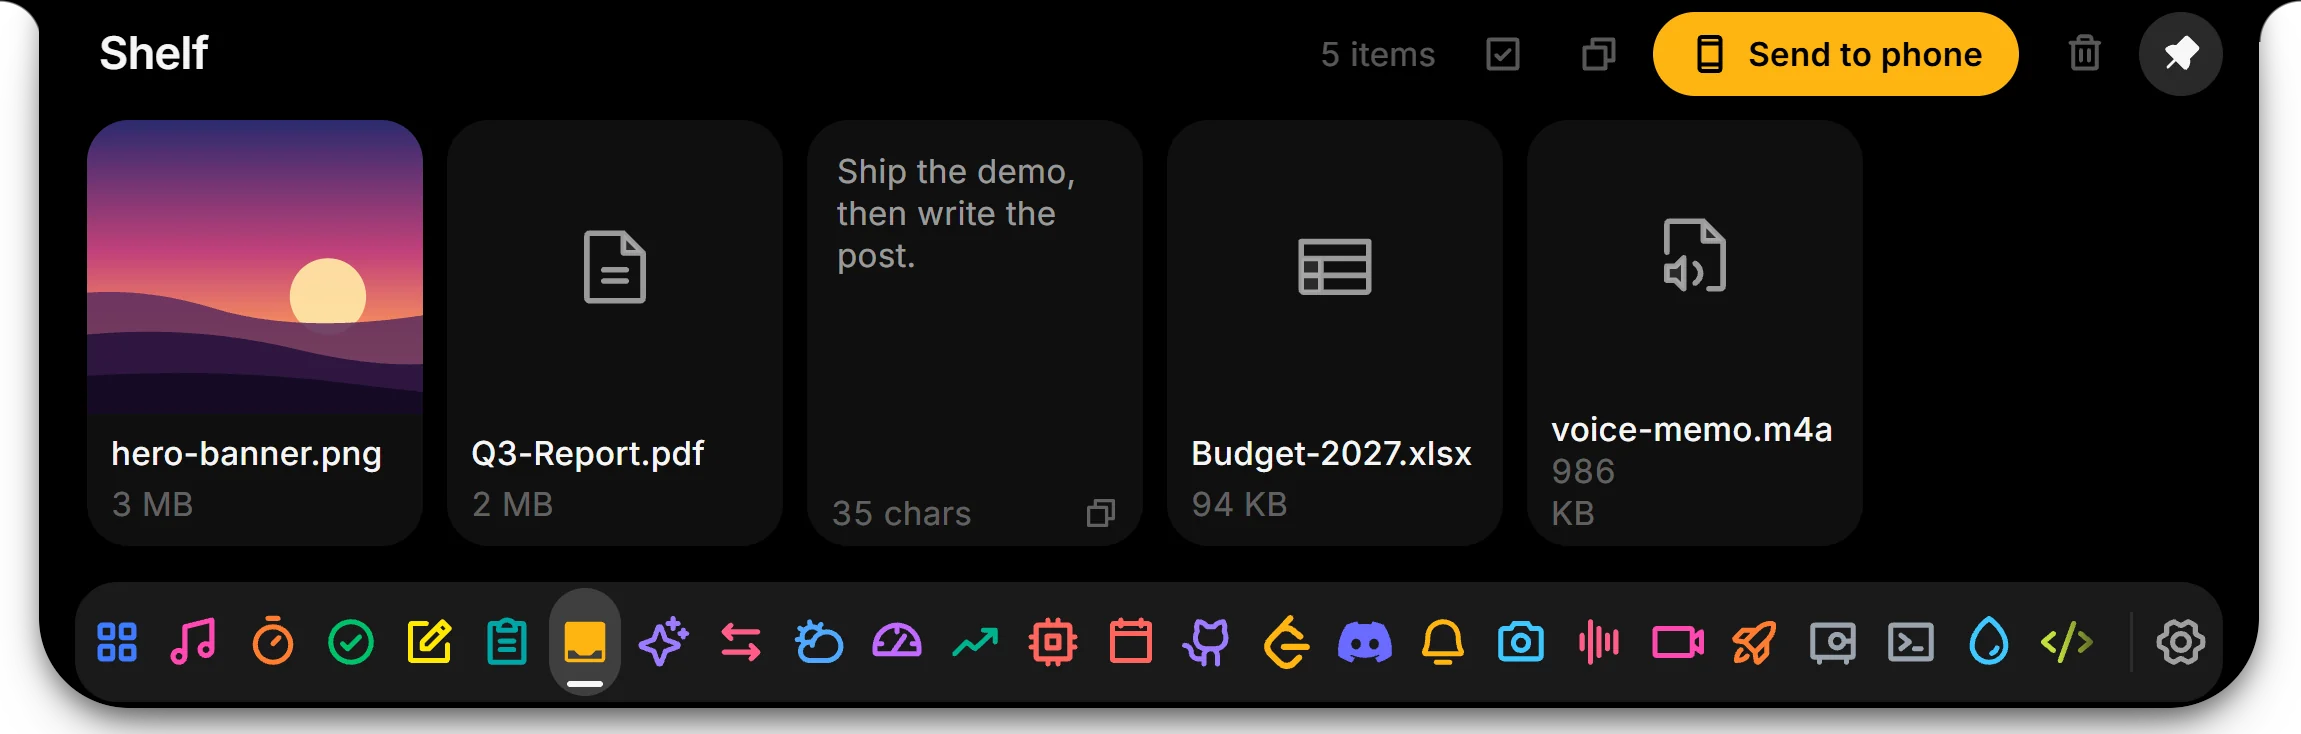 Shelf
5 items
Send to phone
hero-banner.png
3 MB
Q3-Report.pdf
2 MB
Ship the demo,
then write the
post.
35 chars
Budget-2027.xlsx
94 KB
voice-memo.m4a
986
KB